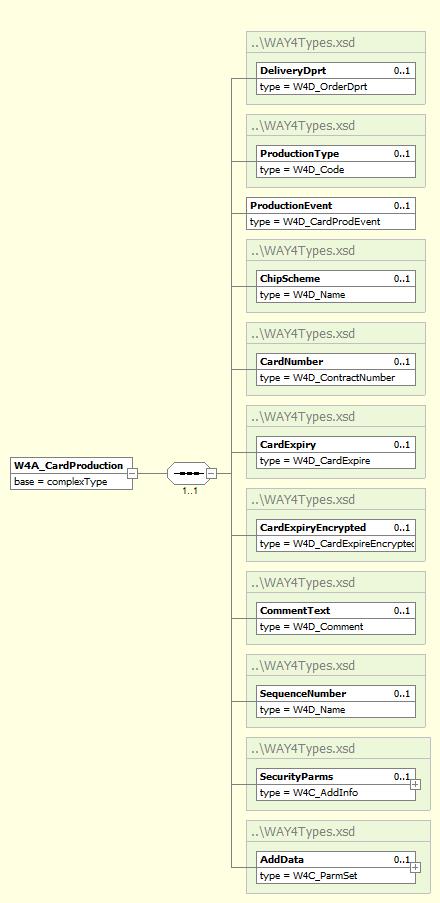 ..\WAY4Types.xsd
DeliveryDprt 0..1
type = W4D_OrderDprt
..\WAY4Types.xsd
ProductionType 0..1
type = W4D_Code
ProductionEvent 0..1
type = W4D_CardProdEvent
..\WAY4Types.xsd
ChipScheme 0..1
type = W4D_Name
..\WAY4Types.xsd
CardNumber 0..1
type = W4D_ContractNumber
..\WAY4Types.xsd
CardExpiry 0..1
type = W4D_CardExpire
W4A_CardProduction
base = complexType
1..1
..\WAY4Types.xsd
CardExpiryEncrypted 0..1
type = W4D_CardExpireEncrypted
..\WAY4Types.xsd
CommentText 0..1
type = W4D_Comment
..\WAY4Types.xsd
SequenceNumber 0..1
type = W4D_Name
..\WAY4Types.xsd
SecurityParms 0..1
type = W4C_AddInfo
..\WAY4Types.xsd
AddData 0..1
type = W4C_ParmSet